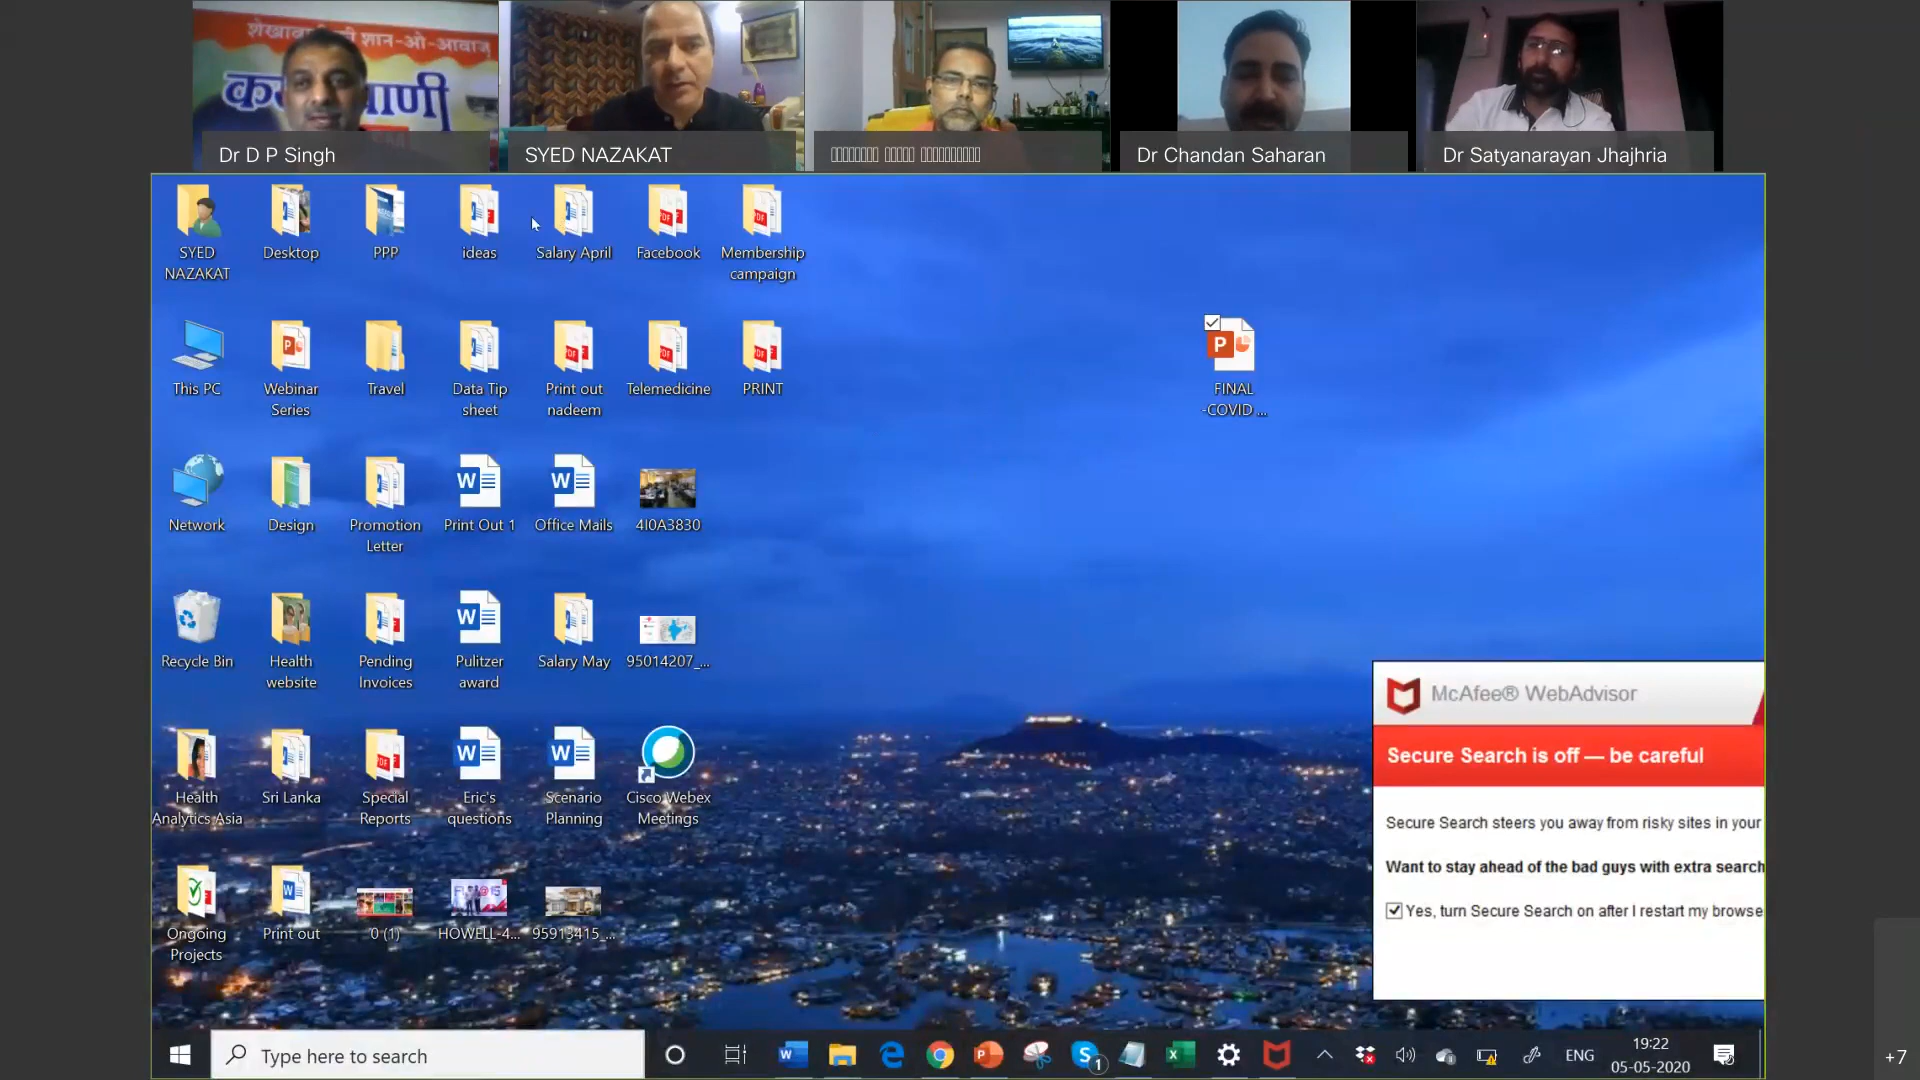 शेखावाटी की शान-ओ-आवाज़
Dr D P Singh
SYED NAZAKAT
Dr Chandan Saharan
Dr Satyanarayan Jhajhria
SYED
NAZAKAT
Desktop
PPP
ideas
Salary April
Facebook
Membership
campaign
This PC
Webinar
Series
Travel
Data Tip
sheet
Print out
nadeem
Telemedicine
PRINT
FINAL
-COVID ...
Network
Design
Promotion
Letter
Print Out 1
Office Mails
4I0A3830
Recycle Bin
Health
website
Pending
Invoices
Pulitzer
award
Salary May
95014207_...
Health
Analytics Asia
Sri Lanka
Special
Reports
Eric's
questions
Scenario
Planning
Cisco Webex
Meetings
Ongoing
Projects
Print out
0 (1)
HOWELL-4...
95913415_...
McAfee® WebAdvisor
Secure Search is off — be careful
Secure Search steers you away from risky sites in your
Want to stay ahead of the bad guys with extra search
Yes, turn Secure Search on after I restart my browse
Type here to search
1
ENG
19:22
05-05-2020
+7